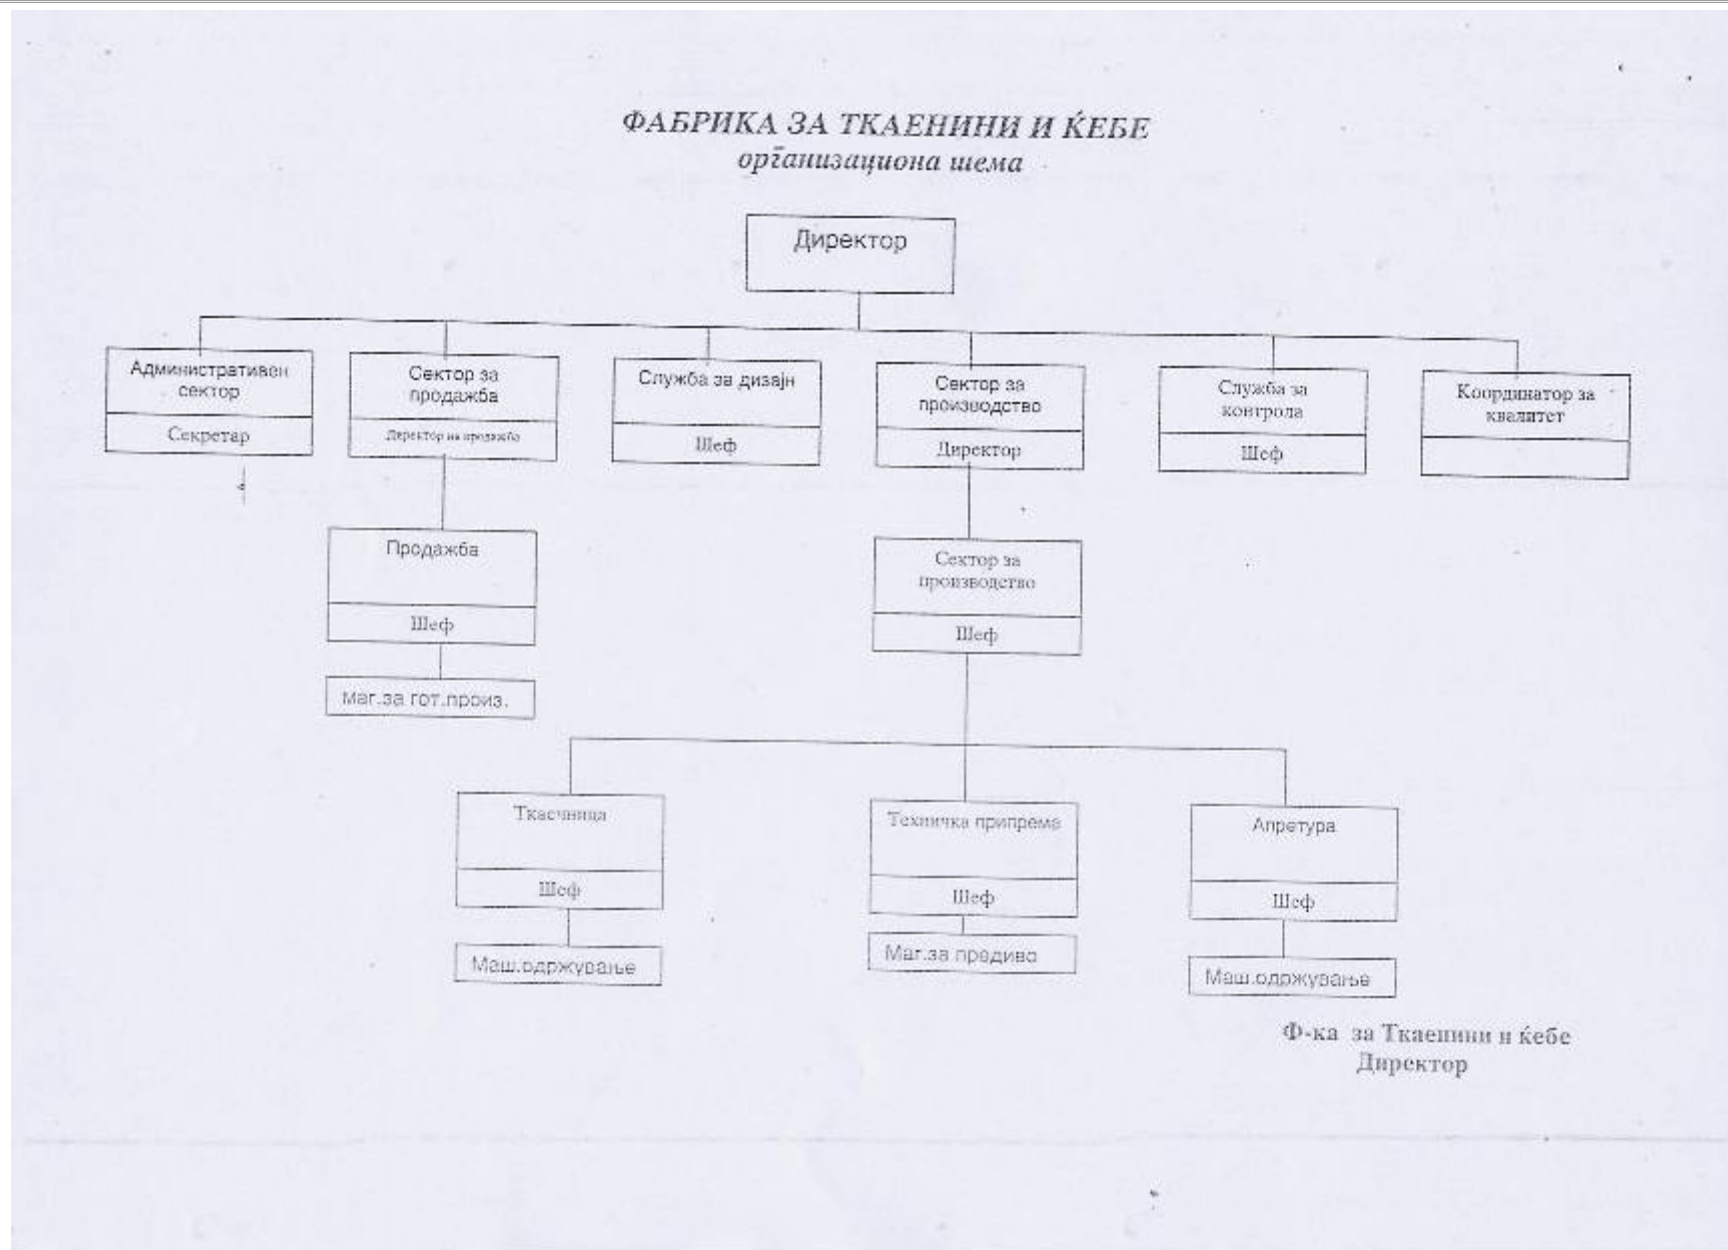 ФАБРИКА ЗА ТКАЕНИНИ И ЌЕБЕ
организациона шема
Директор
Административен
сектор
Секретар
Сектор за
продажба
Директор на продажба
Служба за дизајн
Шеф
Сектор за
производство
Директор
Служба за
контрола
Шеф
Координатор за
квалитет
Продажба
Шеф
маг.за гот.произ.
Сектор за
производство
Шеф
Ткаечница
Шеф
Маш.одржување
Техничка припрема
Шеф
Маг.за предиво
Апретура
Шеф
Маш.одржување
Ф-ка за Ткаенини и ќебе
Директор